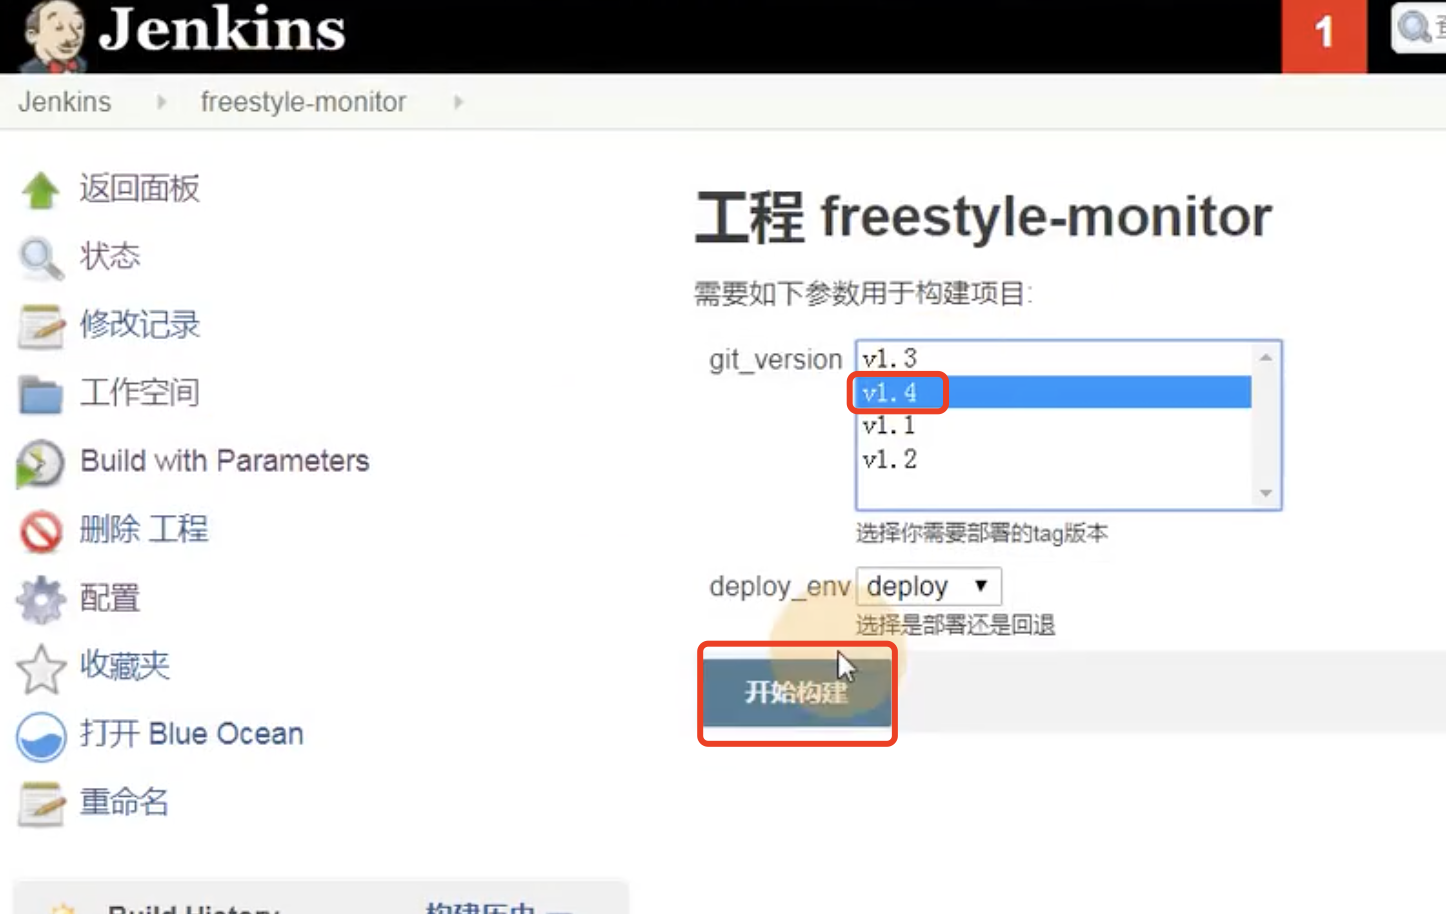 Jenkins
1
Jenkins
freestyle-monitor
返回面板
状态
修改记录
工作空间
Build with Parameters
删除 工程
配置
收藏夹
打开 Blue Ocean
重命名
Build History
构建历史
工程 freestyle-monitor
需要如下参数用于构建项目:
git_version
v1.3
v1.4
v1.1
v1.2
选择你需要部署的tag版本
deploy_env deploy
选择是部署还是回退
开始构建